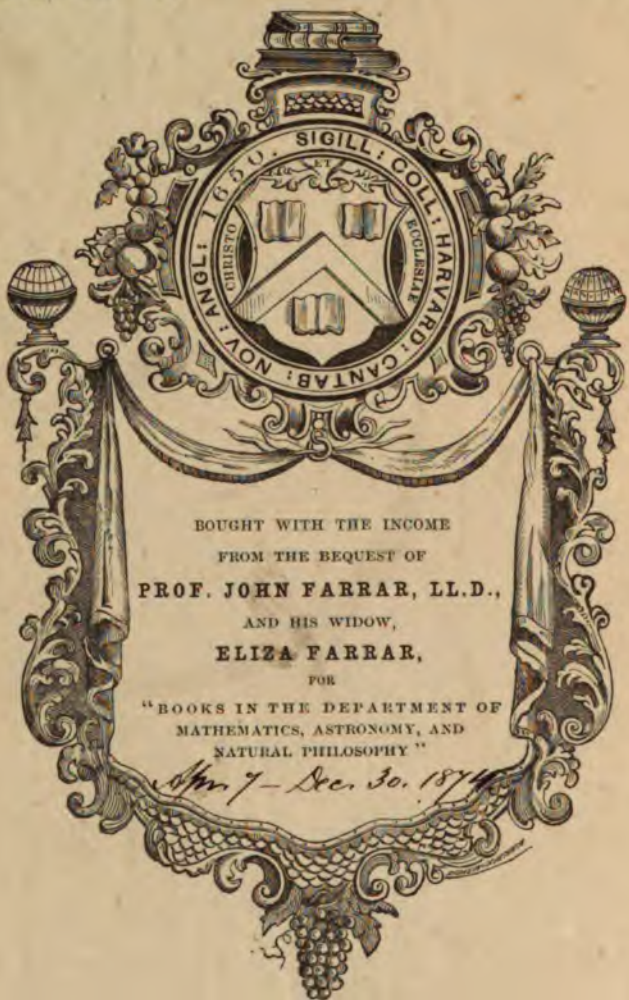 SIGILL : COLL : HARVARD : CANTAB : NOV : ANGL : 1650.
ET
CHRISTO
ECCLESIAE
BOUGHT WITH THE INCOME
FROM THE BEQUEST OF
PROF. JOHN FARRAR, LL.D.,
AND HIS WIDOW,
ELIZA FARRAR,
FOR
"BOOKS IN THE DEPARTMENT OF
MATHEMATICS, ASTRONOMY, AND
NATURAL PHILOSOPHY"
Apr. 7 – Dec. 30. 1874